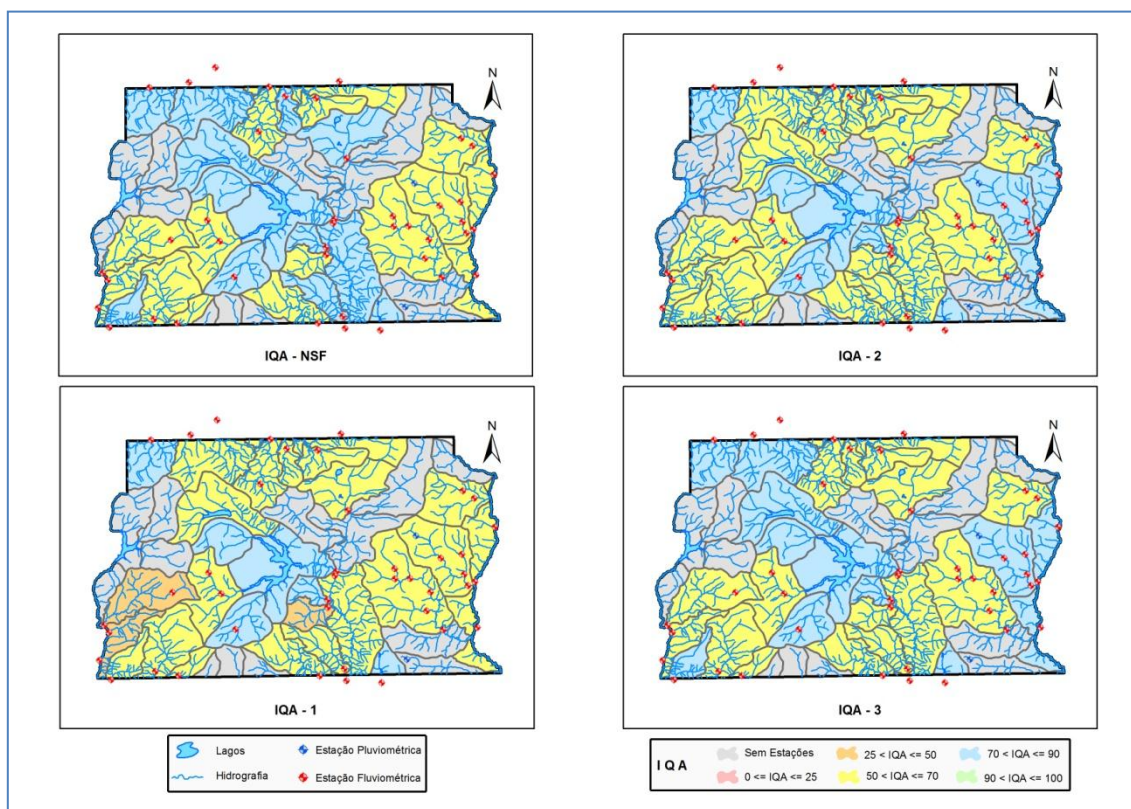 N
IQA - NSF
N
IQA - 2
N
IQA - 1
N
IQA - 3
Lagos
Estação Pluviométrica
Hidrografia
Estação Fluviométrica
I Q A
Sem Estações
25 < IQA <= 50
70 < IQA <= 90
0 <= IQA <= 25
50 < IQA <= 70
90 < IQA <= 100